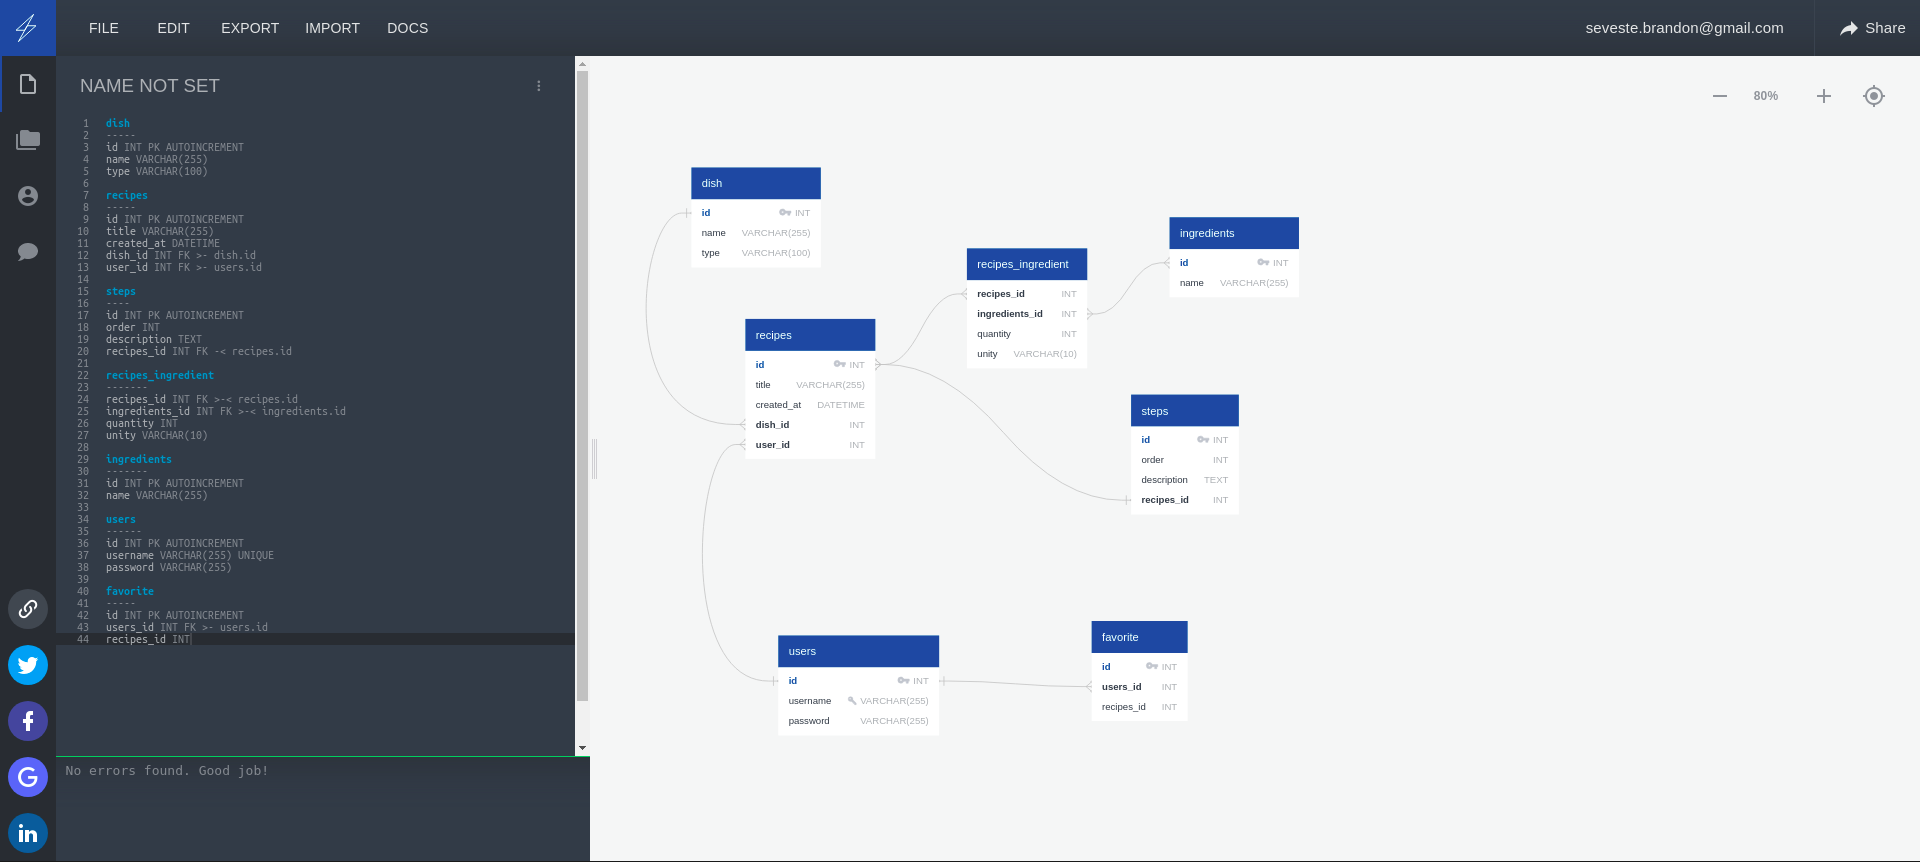 FILE EDIT EXPORT IMPORT DOCS seveste.brandon@gmail.com Share
NAME NOT SET
1 dish
2 -----
3 id INT PK AUTOINCREMENT
4 name VARCHAR(255)
5 type VARCHAR(100)
6
7 recipes
8 -----
9 id INT PK AUTOINCREMENT
10 title VARCHAR(255)
11 created_at DATETIME
12 dish_id INT FK >- dish.id
13 user_id INT FK >- users.id
14
15 steps
16 ----
17 id INT PK AUTOINCREMENT
18 order INT
19 description TEXT
20 recipes_id INT FK -< recipes.id
21
22 recipes_ingredient
23 -------
24 recipes_id INT FK >-< recipes.id
25 ingredients_id INT FK >-< ingredients.id
26 quantity INT
27 unity VARCHAR(10)
28
29 ingredients
30 -------
31 id INT PK AUTOINCREMENT
32 name VARCHAR(255)
33
34 users
35 ------
36 id INT PK AUTOINCREMENT
37 username VARCHAR(255) UNIQUE
38 password VARCHAR(255)
39
40 favorite
41 -----
42 id INT PK AUTOINCREMENT
43 users_id INT FK >- users.id
44 recipes_id INT
No errors found. Good job!
80%
dish
id INT
name VARCHAR(255)
type VARCHAR(100)
recipes
id INT
title VARCHAR(255)
created_at DATETIME
dish_id INT
user_id INT
recipes_ingredient
recipes_id INT
ingredients_id INT
quantity INT
unity VARCHAR(10)
ingredients
id INT
name VARCHAR(255)
steps
id INT
order INT
description TEXT
recipes_id INT
users
id INT
username VARCHAR(255)
password VARCHAR(255)
favorite
id INT
users_id INT
recipes_id INT